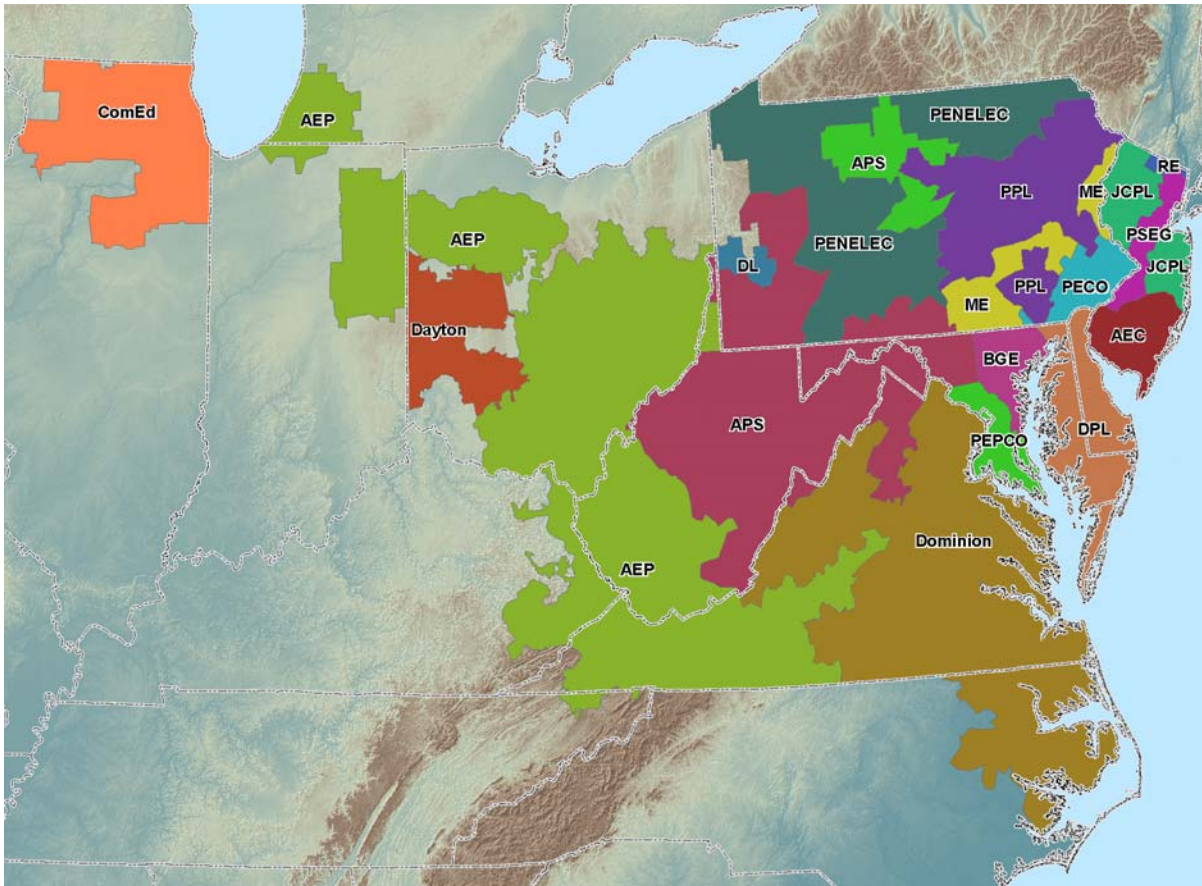 ComEd
AEP
PENELEC
APS
RE
PPL
ME
JCPL
PSEG
AEP
PENELEC
DL
JCPL
PPL
PECO
ME
Dayton
AEC
BGE
APS
DPL
PEPCO
Dominion
AEP